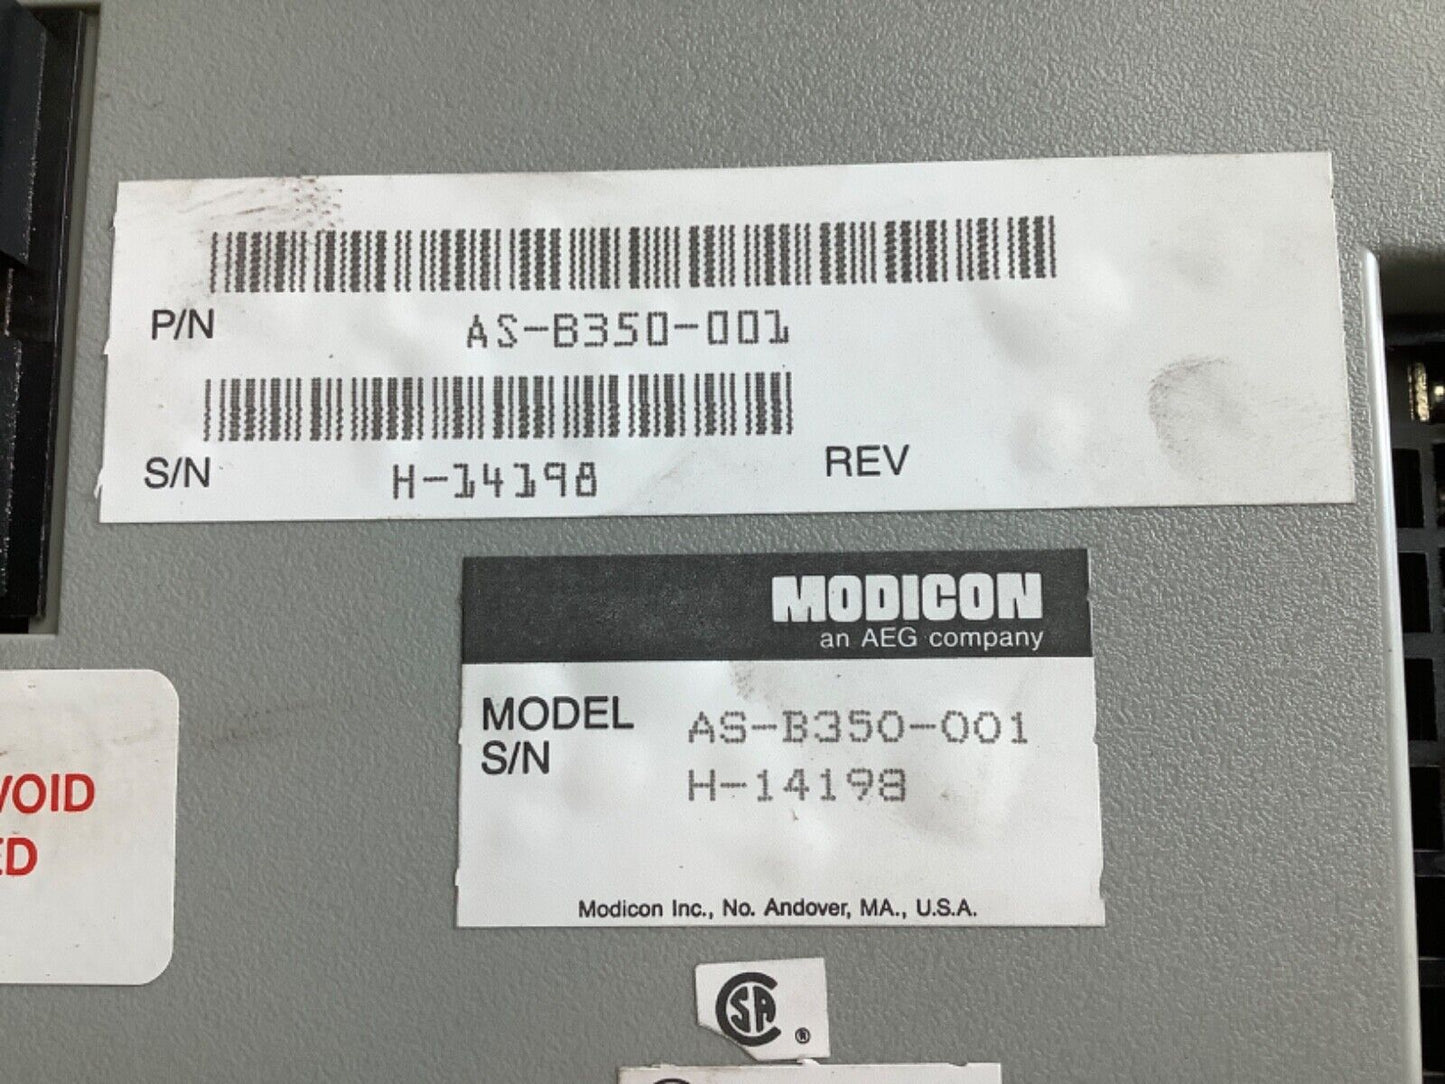 P/N AS-B350-001
S/N H-14198 REV
MODICON
an AEG company
MODEL AS-B350-001
S/N H-14198
Modicon Inc., No. Andover, MA., U.S.A.
VOID
ED
CSA ®